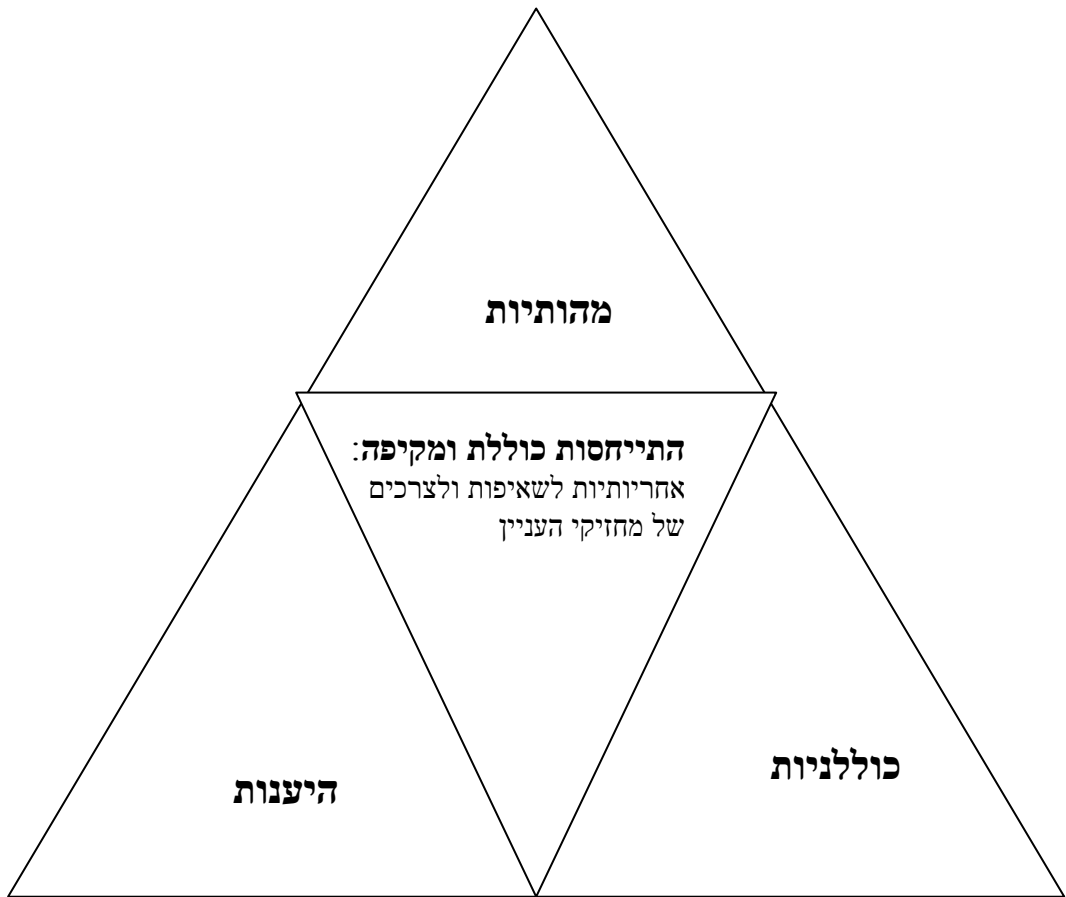 מהותיות
התייחסות כוללת ומקיפה:
אחריותיות לשאיפות ולצרכים
של מחזיקי העניין
כוללניות
היענות